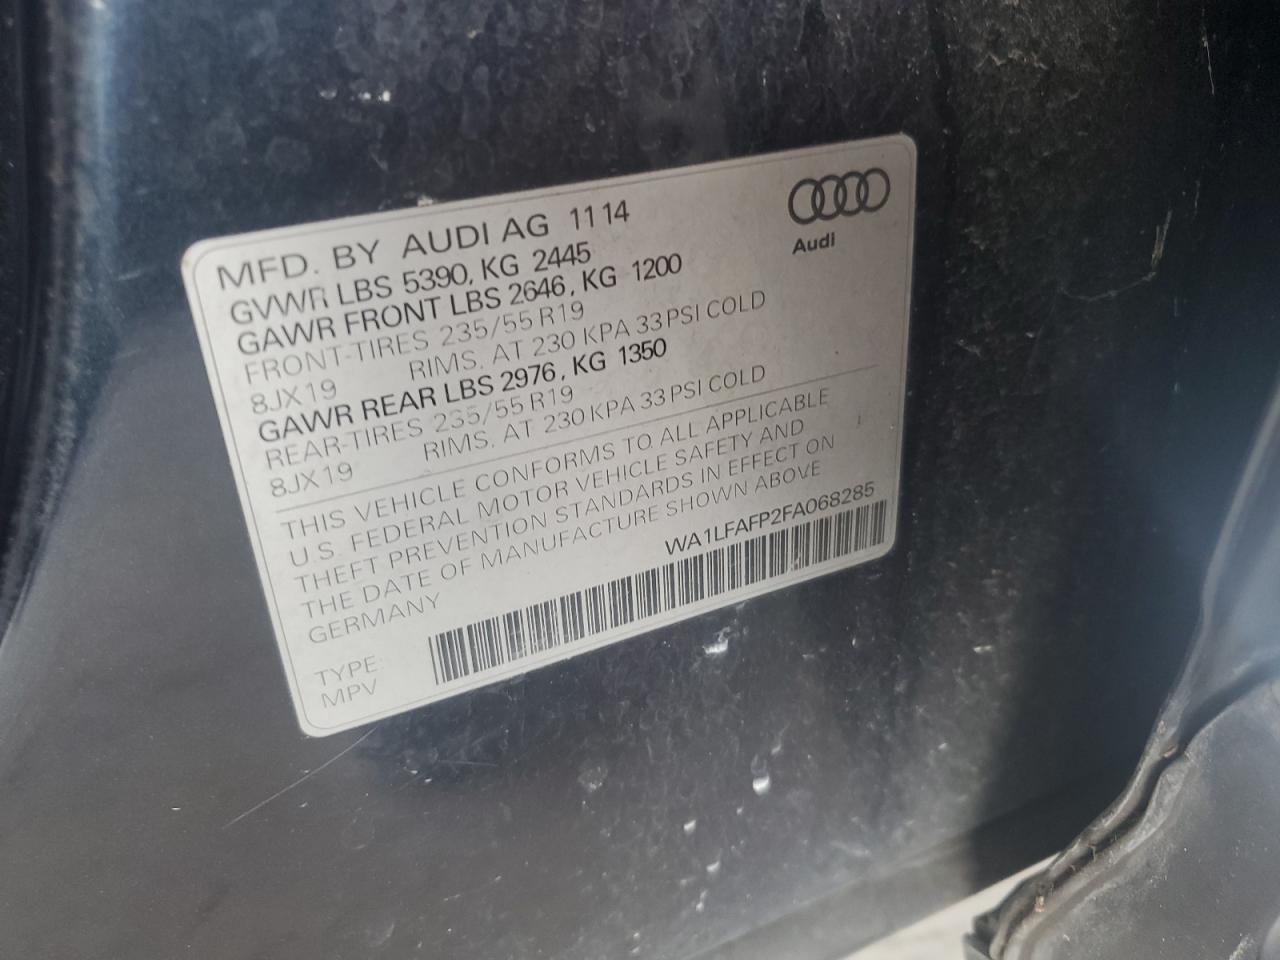 MFD. BY AUDI AG 11 14
GVWR LBS 5390, KG 2445
GAWR FRONT LBS 2646, KG 1200
FRONT-TIRES 235/55 R19
8JX19 RIMS. AT 230 KPA 33 PSI COLD
GAWR REAR LBS 2976, KG 1350
REAR-TIRES 235/55 R19
8JX19 RIMS. AT 230 KPA 33 PSI COLD
Audi
THIS VEHICLE CONFORMS TO ALL APPLICABLE
U.S. FEDERAL MOTOR VEHICLE SAFETY AND
THEFT PREVENTION STANDARDS IN EFFECT ON
THE DATE OF MANUFACTURE SHOWN ABOVE
GERMANY
WA1LFAFP2FA068285
TYPE:
MPV